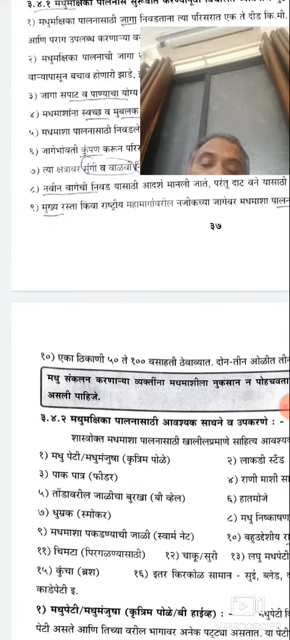 ३.४.१ मधुमक्षिका पालनास सुरूवात करण्यापूर्वी
१) मधुमक्षिका पालनासाठी जागा निवडताना त्या परिसरात एक ते दोड कि.मी.
आणि पराग उपलब्ध करणाऱ्या व
२) मधुमक्षिका पालनाची जागा
वाऱ्यापासून बचाव होणारी झाडे,
३) जागा सपाट व पाण्याचा योग्य
४) मधमाशांना स्वच्छ व मुबलक
५) मधमाशा पालनासाठी निवडले
६) जागेभोवती कुंपण करून परिस
७) त्या क्षेत्रावर मुंगी व वाळवी
८) नवीन बागेची निवड यासाठी आदर्श मानली जाते, परंतु दाट वने यासाठी
९) मुख्य रस्ता किंवा राष्ट्रीय महामार्गावरील नजीकच्या जागेवर मधमाशा पालन
३७
१०) एका ठिकाणी ५० ते १०० वसाहती ठेवाव्यात. दोन-तीन ओळीत तीन
मधु संकलन करणाऱ्या व्यक्तींना मधमाशीला नुकसान न पोहचवता
असली पाहिजे.
३.४.२ मधुमक्षिका पालनासाठी आवश्यक साधने व उपकरणे : -
शास्त्रोक्त मधमाशा पालनासाठी खालीलप्रमाणे साहित्य आवश्यक
१) मधु पेटी/मधुमंजुषा (कृत्रिम पोळे) २) लाकडी स्टँड
३) पाक पात्र (फीडर) ४) राणी माशी सा
५) तोंडावरील जाळीचा बुरखा (बी व्हेल) ६) हातमोजे
७) धुम्रक (स्मोकर) ८) मधु निष्काषण
९) मधमाशा पकडण्याची जाळी (स्वार्म नेट) १०) बहुउद्देशीय रा
११) चिमटा (पिरगळण्यासाठी) १२) चाकू/सुरी १३) लघु मधपेटी
१५) कुंचा (ब्रश) १६) इतर किरकोळ सामान - सुई, ब्लेड,
काडेपेटी इ.
१) मधुपेटी/मधुमंजुषा (कृत्रिम पोळे/बी हाईव्ह) : - मधुपेटी
पेटी असते आणि तिच्या वरील भागावर अनेक पट्ट्या असतात. या पेटी